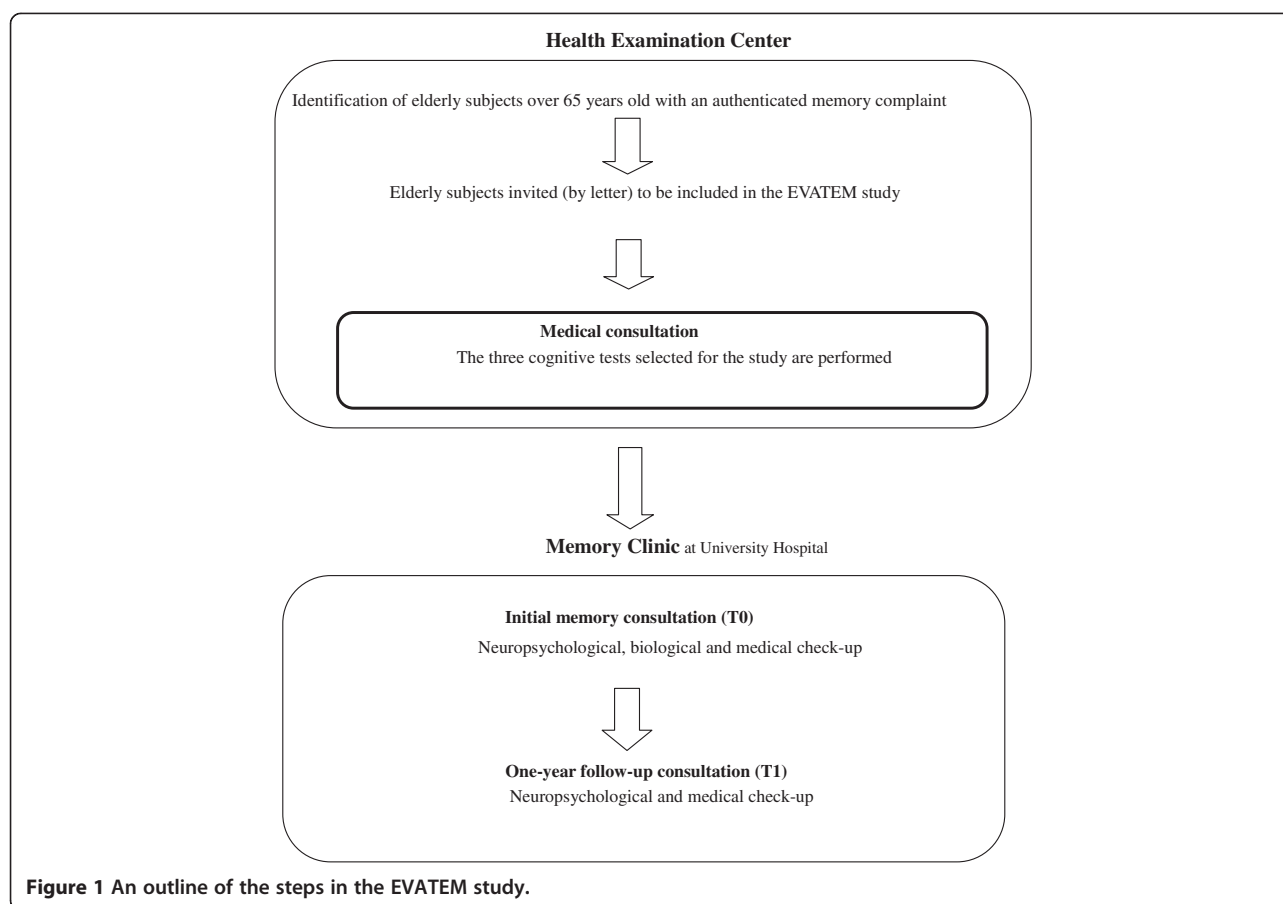 Health Examination Center
Identification of elderly subjects over 65 years old with an authenticated memory complaint
Elderly subjects invited (by letter) to be included in the EVATEM study
Medical consultation
The three cognitive tests selected for the study are performed
Memory Clinic at University Hospital
Initial memory consultation (T0)
Neuropsychological, biological and medical check-up
One-year follow-up consultation (T1)
Neuropsychological and medical check-up
Figure 1 An outline of the steps in the EVATEM study.